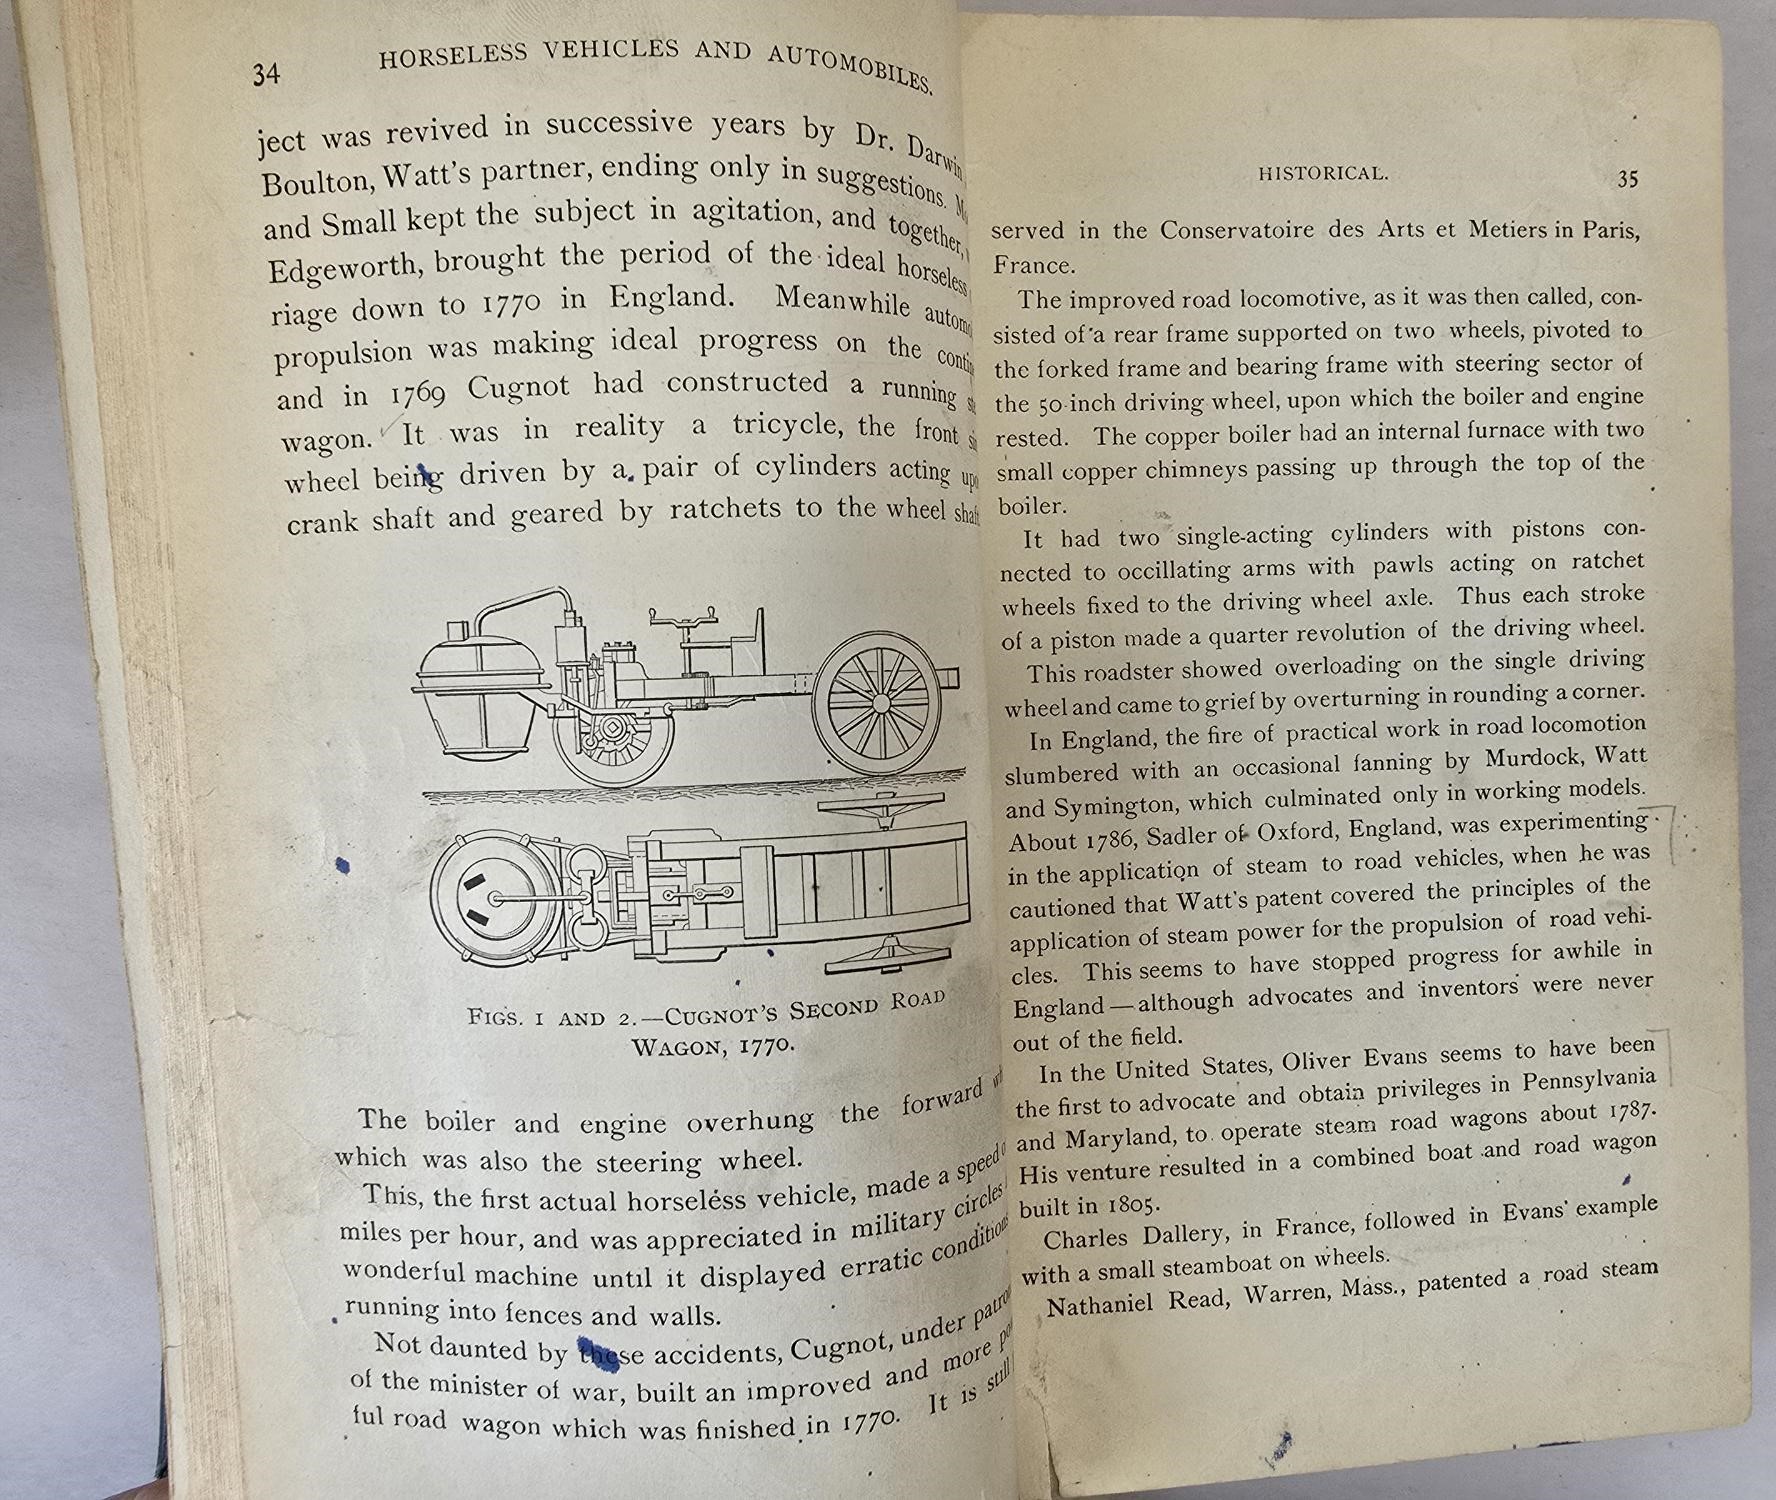 34
HORSELESS VEHICLES AND AUTOMOBILES.
ject was revived in successive years by Dr. Darwin
Boulton, Watt's partner, ending only in suggestions.
and Small kept the subject in agitation, and together,
Edgeworth, brought the period of the ideal horseless
riage down to 1770 in England. Meanwhile
propulsion was making ideal progress on the
and in 1769 Cugnot had constructed a running
wagon. It was in reality a tricycle, the front
wheel being driven by a pair of cylinders acting
crank shaft and geared by ratchets to the wheel
FIGS. 1 AND 2.—CUGNOT'S SECOND ROAD
WAGON, 1770.
The boiler and engine overhung the forward
which was also the steering wheel.
This, the first actual horseless vehicle, made a speed
miles per hour, and was appreciated in military circles
wonderful machine until it displayed erratic
running into fences and walls.
Not daunted by these accidents, Cugnot, under
of the minister of war, built an improved and more
ful road wagon which was finished in 1770. It is still
HISTORICAL.
35
served in the Conservatoire des Arts et Metiers in Paris,
France.
The improved road locomotive, as it was then called, con-
sisted of a rear frame supported on two wheels, pivoted to
the forked frame and bearing frame with steering sector of
the 50-inch driving wheel, upon which the boiler and engine
rested. The copper boiler had an internal furnace with two
small copper chimneys passing up through the top of the
boiler.
It had two single-acting cylinders with pistons con-
nected to occillating arms with pawls acting on ratchet
wheels fixed to the driving wheel axle. Thus each stroke
of a piston made a quarter revolution of the driving wheel.
This roadster showed overloading on the single driving
wheel and came to grief by overturning in rounding a corner.
In England, the fire of practical work in road locomotion
slumbered with an occasional fanning by Murdock, Watt
and Symington, which culminated only in working models.
About 1786, Sadler of Oxford, England, was experimenting
in the application of steam to road vehicles, when he was
cautioned that Watt's patent covered the principles of the
application of steam power for the propulsion of road vehi-
cles. This seems to have stopped progress for awhile in
England—although advocates and inventors were never
out of the field.
In the United States, Oliver Evans seems to have been
the first to advocate and obtain privileges in Pennsylvania
and Maryland, to operate steam road wagons about 1787.
His venture resulted in a combined boat and road wagon
built in 1805.
Charles Dallery, in France, followed in Evans' example
with a small steamboat on wheels.
Nathaniel Read, Warren, Mass., patented a road steam